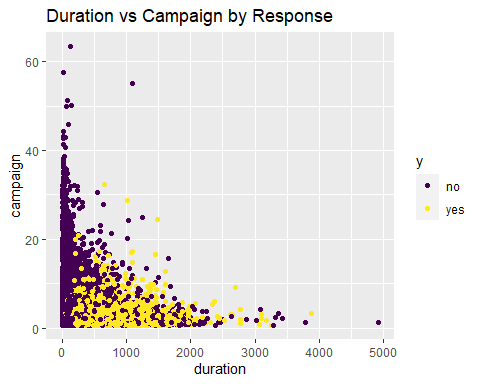 Duration vs Campaign by Response
60
40
20
0
campaign
0 1000 2000 3000 4000 5000
duration
y
no
yes